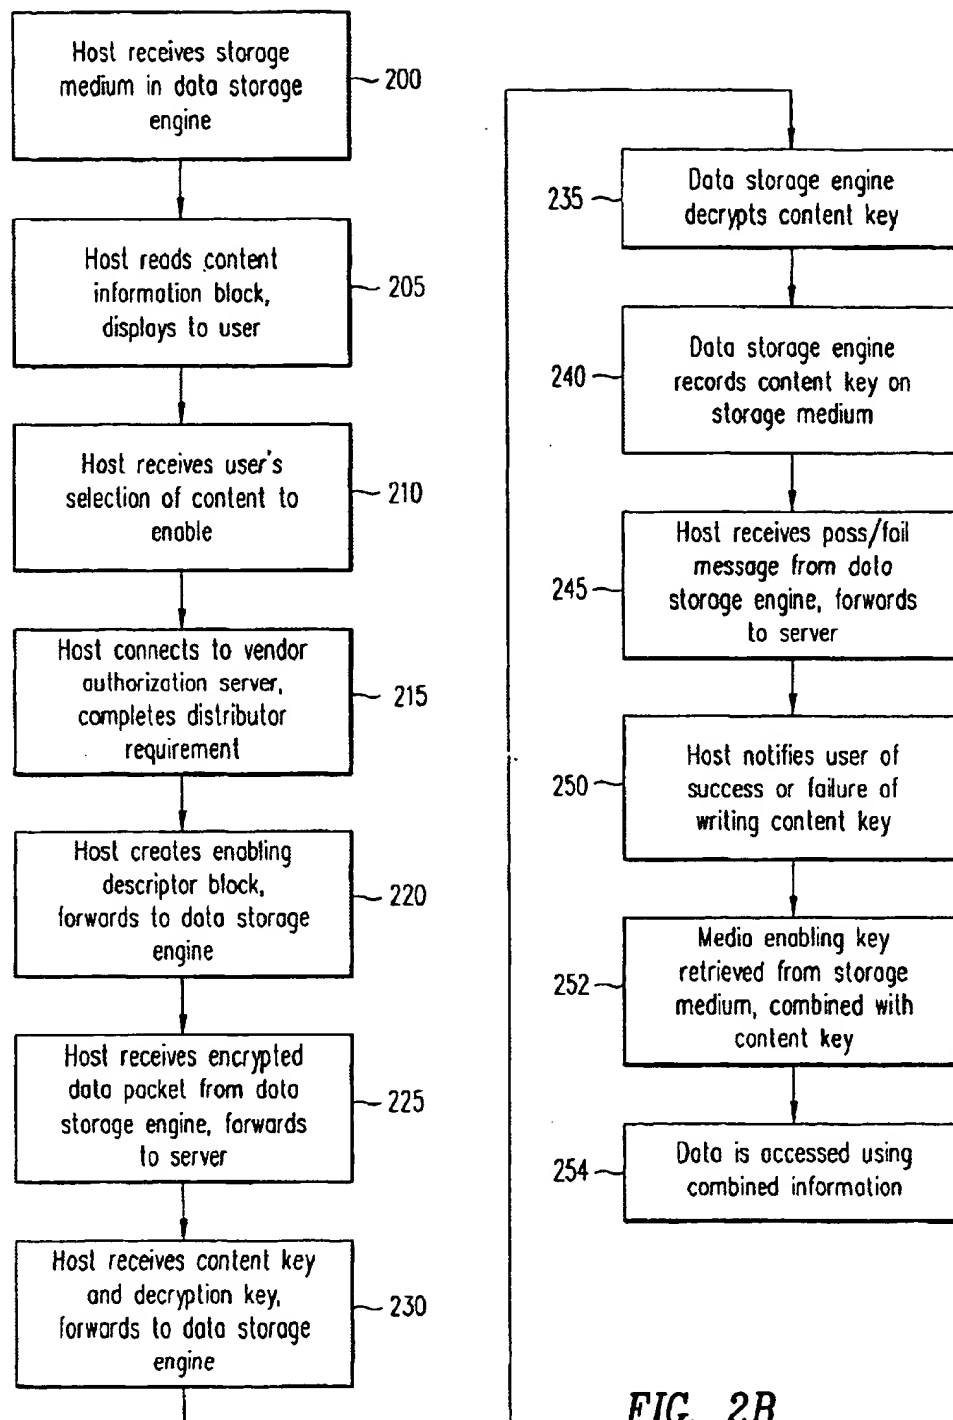 Host receives storage
medium in data storage
engine
200
Host reads content
information block,
displays to user
205
Host receives user's
selection of content to
enable
210
Host connects to vendor
authorization server,
completes distributor
requirement
215
Host creates enabling
descriptor block,
forwards to data storage
engine
220
Host receives encrypted
data packet from data
storage engine, forwards
to server
225
Host receives content key
and decryption key,
forwards to data storage
engine
230
235
Data storage engine
decrypts content key
240
Data storage engine
records content key on
storage medium
245
Host receives pass/fail
message from data
storage engine, forwards
to server
250
Host notifies user of
success or failure of
writing content key
252
Media enabling key
retrieved from storage
medium, combined with
content key
254
Data is accessed using
combined information
FIG. 2B